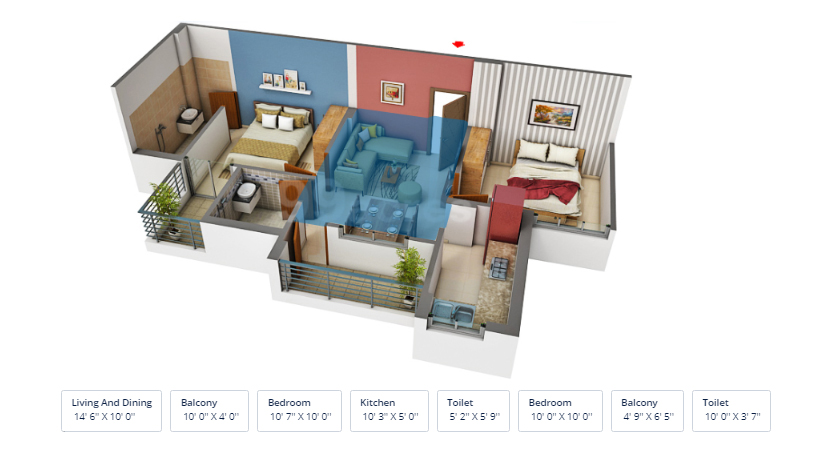 Living And Dining
14' 6" X 10' 0"
Balcony
10' 0" X 4' 0"
Bedroom
10' 7" X 10' 0"
Kitchen
10' 3" X 5' 0"
Toilet
5' 2" X 5' 9"
Bedroom
10' 0" X 10' 0"
Balcony
4' 9" X 6' 5"
Toilet
10' 0" X 3' 7"